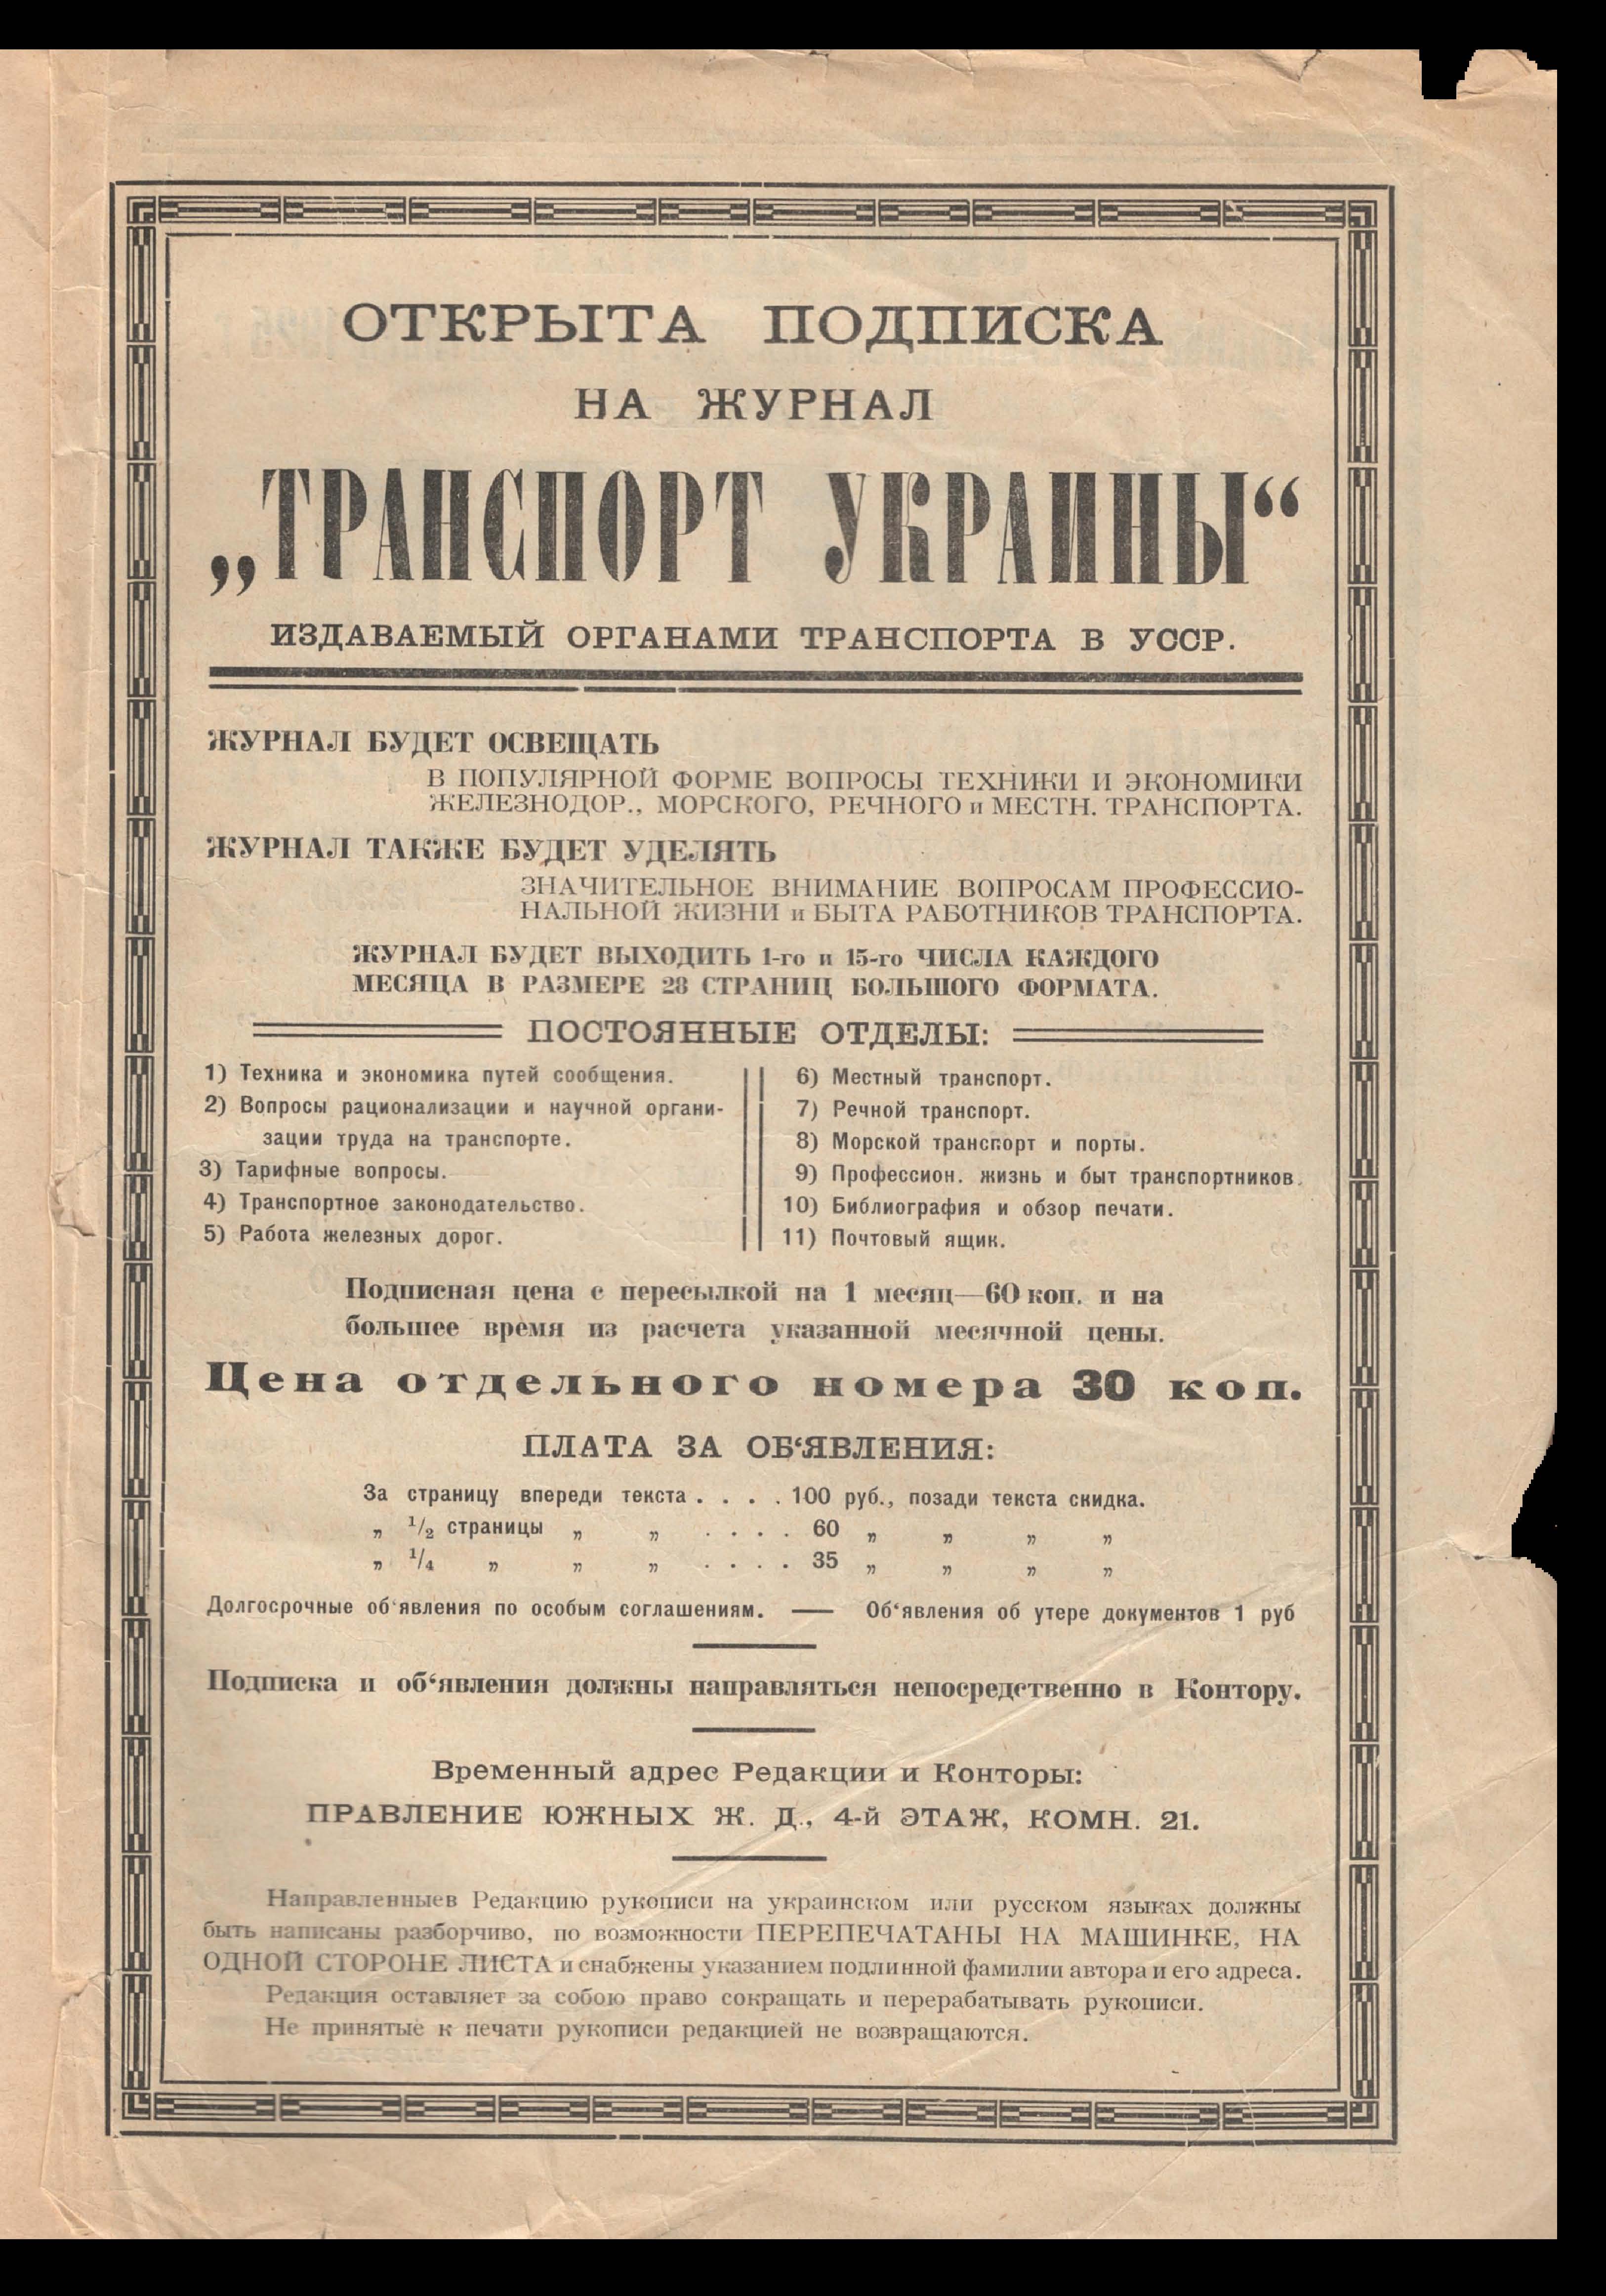 ОТКРЫТА ПОДПИСКА
НА ЖУРНАЛ
„ТРАНСПОРТ УКРАИНЫ“
ИЗДАВАЕМЫЙ ОРГАНАМИ ТРАНСПОРТА В УССР.
ЖУРНАЛ БУДЕТ ОСВЕЩАТЬ
В ПОПУЛЯРНОЙ ФОРМЕ ВОПРОСЫ ТЕХНИКИ И ЭКОНОМИКИ
ЖЕЛЕЗНОДОР., МОРСКОГО, РЕЧНОГО и МЕСТН. ТРАНСПОРТА.
ЖУРНАЛ ТАКЖЕ БУДЕТ УДЕЛЯТЬ
ЗНАЧИТЕЛЬНОЕ ВНИМАНИЕ ВОПРОСАМ ПРОФЕССИО-
НАЛЬНОЙ ЖИЗНИ и БЫТА РАБОТНИКОВ ТРАНСПОРТА.
ЖУРНАЛ БУДЕТ ВЫХОДИТЬ 1-го и 15-го ЧИСЛА КАЖДОГО
МЕСЯЦА В РАЗМЕРЕ 28 СТРАНИЦ БОЛЬШОГО ФОРМАТА.
ПОСТОЯННЫЕ ОТДЕЛЫ:
1) Техника и экономика путей сообщения.
2) Вопросы рационализации и научной органи-
зации труда на транспорте.
3) Тарифные вопросы.
4) Транспортное законодательство.
5) Работа железных дорог.
6) Местный транспорт.
7) Речной транспорт.
8) Морской транспорт и порты.
9) Профессион. жизнь и быт транспортников.
10) Библиография и обзор печати.
11) Почтовый ящик.
Подписная цена с пересылкой на 1 месяц—60 коп. и на
большее время из расчета указанной месячной цены.
Цена отдельного номера 30 коп.
ПЛАТА ЗА ОБ‘ЯВЛЕНИЯ:
За страницу впереди текста . . . . 100 руб., позади текста скидка.
„ 1/2 страницы „ „ . . . . 60 „ „ „ „
„ 1/4 „ „ „ . . . . 35 „ „ „ „
Долгосрочные об‘явления по особым соглашениям. — Об‘явления об утере документов 1 руб
Подписка и об‘явления должны направляться непосредственно в Контору.
Временный адрес Редакции и Конторы:
ПРАВЛЕНИЕ ЮЖНЫХ Ж. Д., 4-й ЭТАЖ, КОМН. 21.
Направленныев Редакцию рукописи на украинском или русском языках должны
быть написаны разборчиво, по возможности ПЕРЕПЕЧАТАНЫ НА МАШИНКЕ, НА
ОДНОЙ СТОРОНЕ ЛИСТА и снабжены указанием подлинной фамилии автора и его адреса.
Редакция оставляет за собою право сокращать и перерабатывать рукописи.
Не принятые к печати рукописи редакцией не возвращаются.